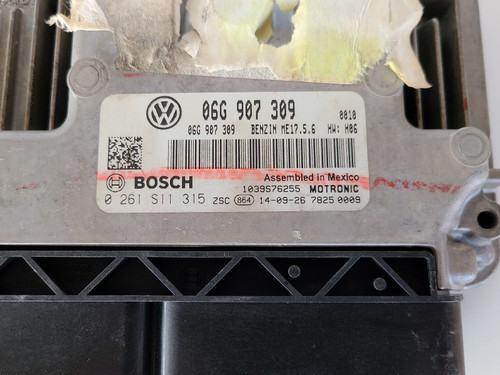 06G 907 309 0010
06G 907 309 BENZIN ME17.5.6 HW: H06
Assembled in Mexico
BOSCH 1039S76255 MOTRONIC
0 261 S11 315 ZSC 864 14-09-26 7825 0009